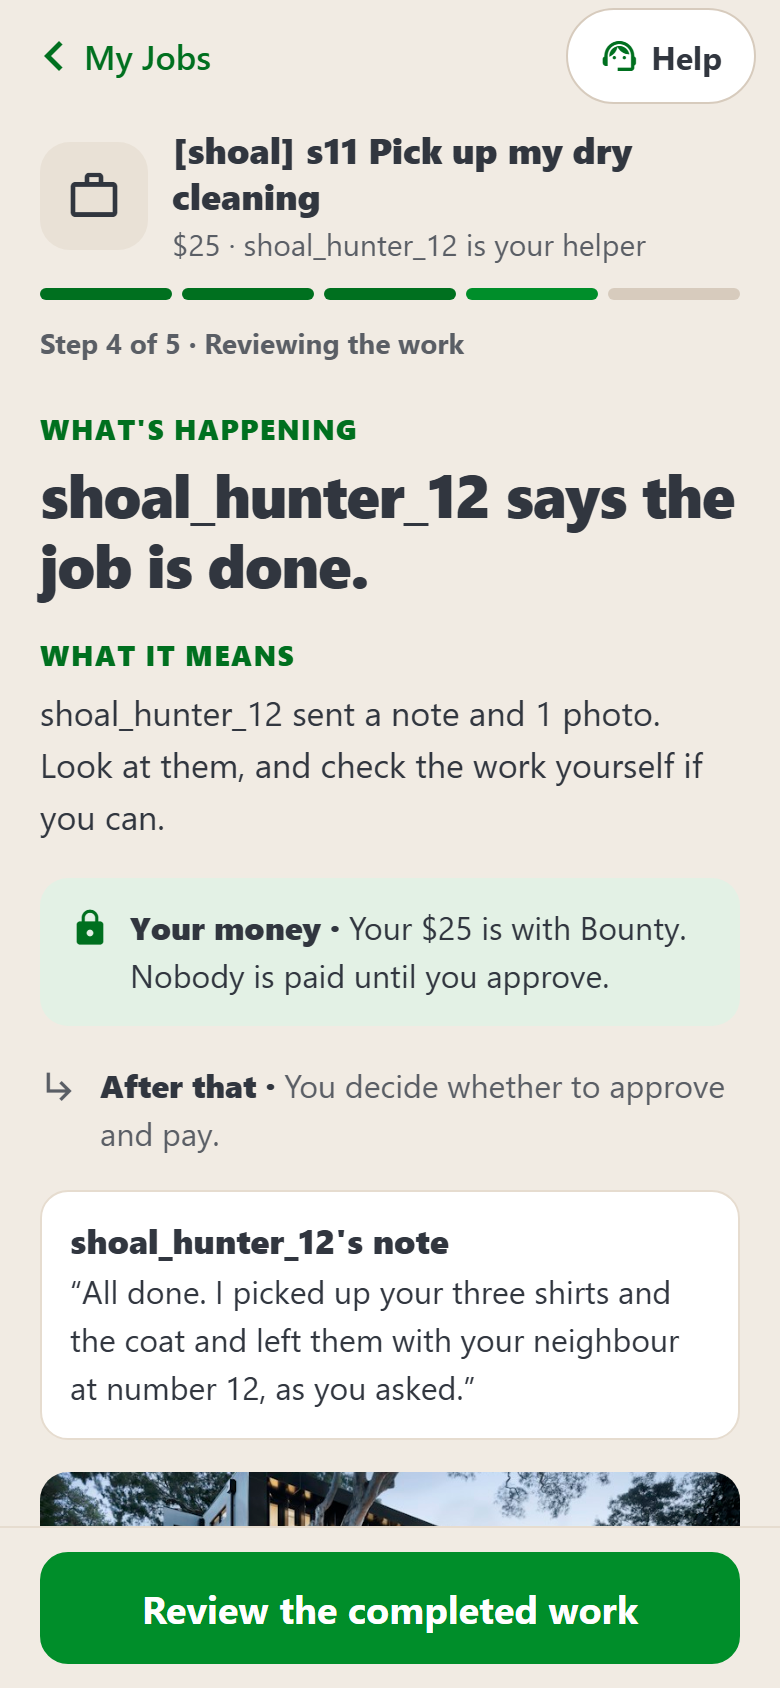 My Jobs
Help
[shoal] s11 Pick up my dry
cleaning
$25 · shoal_hunter_12 is your helper
Step 4 of 5 · Reviewing the work
WHAT'S HAPPENING
shoal_hunter_12 says the
job is done.
WHAT IT MEANS
shoal_hunter_12 sent a note and 1 photo.
Look at them, and check the work yourself if
you can.
Your money · Your $25 is with Bounty.
Nobody is paid until you approve.
After that · You decide whether to approve
and pay.
shoal_hunter_12's note
“All done. I picked up your three shirts and
the coat and left them with your neighbour
at number 12, as you asked.”
Review the completed work